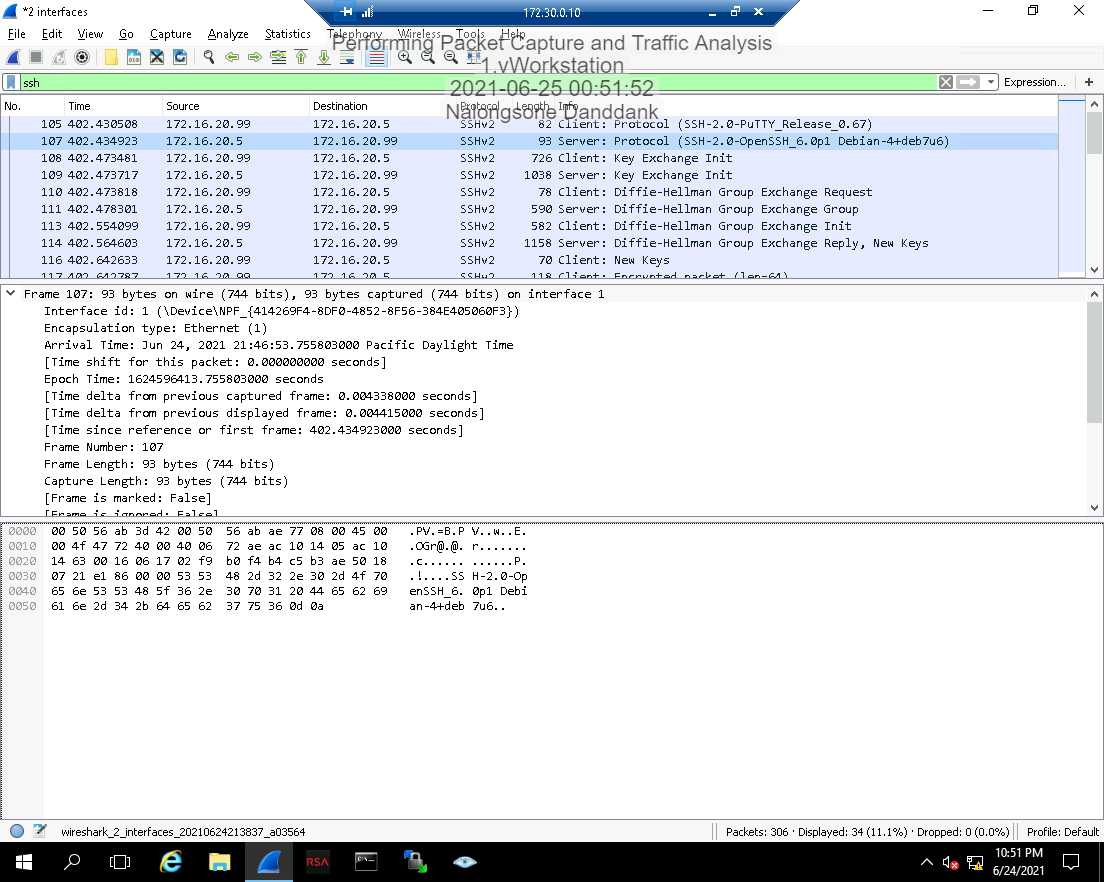 *2 interfaces
172.30.0.10
File Edit View Go Capture Analyze Statistics Telephony Wireless Tools Help
Performing Packet Capture and Traffic Analysis
1.vWorkstation
2021-06-25 00:51:52
Nalongsone Danddank
ssh
Expression... +
No. Time Source Destination Protocol Length Info
105 402.430508 172.16.20.99 172.16.20.5 SSHv2 82 Client: Protocol (SSH-2.0-PuTTY_Release_0.67)
107 402.434923 172.16.20.5 172.16.20.99 SSHv2 93 Server: Protocol (SSH-2.0-OpenSSH_6.0p1 Debian-4+deb7u6)
108 402.473481 172.16.20.99 172.16.20.5 SSHv2 726 Client: Key Exchange Init
109 402.473717 172.16.20.5 172.16.20.99 SSHv2 1038 Server: Key Exchange Init
110 402.473818 172.16.20.99 172.16.20.5 SSHv2 78 Client: Diffie-Hellman Group Exchange Request
111 402.478301 172.16.20.5 172.16.20.99 SSHv2 590 Server: Diffie-Hellman Group Exchange Group
113 402.554099 172.16.20.99 172.16.20.5 SSHv2 582 Client: Diffie-Hellman Group Exchange Init
114 402.564603 172.16.20.5 172.16.20.99 SSHv2 1158 Server: Diffie-Hellman Group Exchange Reply, New Keys
116 402.642633 172.16.20.99 172.16.20.5 SSHv2 70 Client: New Keys
117 402.642787 172.16.20.99 172.16.20.5 SSHv2 118 Client: Encrypted packet (len=64)
Frame 107: 93 bytes on wire (744 bits), 93 bytes captured (744 bits) on interface 1
Interface id: 1 (\Device\NPF_{414269F4-8DF0-4852-8F56-384E405060F3})
Encapsulation type: Ethernet (1)
Arrival Time: Jun 24, 2021 21:46:53.755803000 Pacific Daylight Time
[Time shift for this packet: 0.000000000 seconds]
Epoch Time: 1624596413.755803000 seconds
[Time delta from previous captured frame: 0.004338000 seconds]
[Time delta from previous displayed frame: 0.004415000 seconds]
[Time since reference or first frame: 402.434923000 seconds]
Frame Number: 107
Frame Length: 93 bytes (744 bits)
Capture Length: 93 bytes (744 bits)
[Frame is marked: False]
[Frame is ignored: False]
0000 00 50 56 ab 3d 42 00 50 56 ab ae 77 08 00 45 00 .PV.=B.P V..w..E.
0010 00 4f 47 72 40 00 40 06 72 ae ac 10 14 05 ac 10 .OGr@.@. r.......
0020 14 63 00 16 06 17 02 f9 b0 f4 b4 c5 b3 ae 50 18 .c...... ......P.
0030 07 21 e1 86 00 00 53 53 48 2d 32 2e 30 2d 4f 70 .!....SS H-2.0-Op
0040 65 6e 53 53 48 5f 36 2e 30 70 31 20 44 65 62 69 enSSH_6. 0p1 Debi
0050 61 6e 2d 34 2b 64 65 62 37 75 36 0d 0a an-4+deb 7u6..
wireshark_2_interfaces_20210624213837_a03564
Packets: 306 · Displayed: 34 (11.1%) · Dropped: 0 (0.0%)
Profile: Default
RSA
10:51 PM
6/24/2021